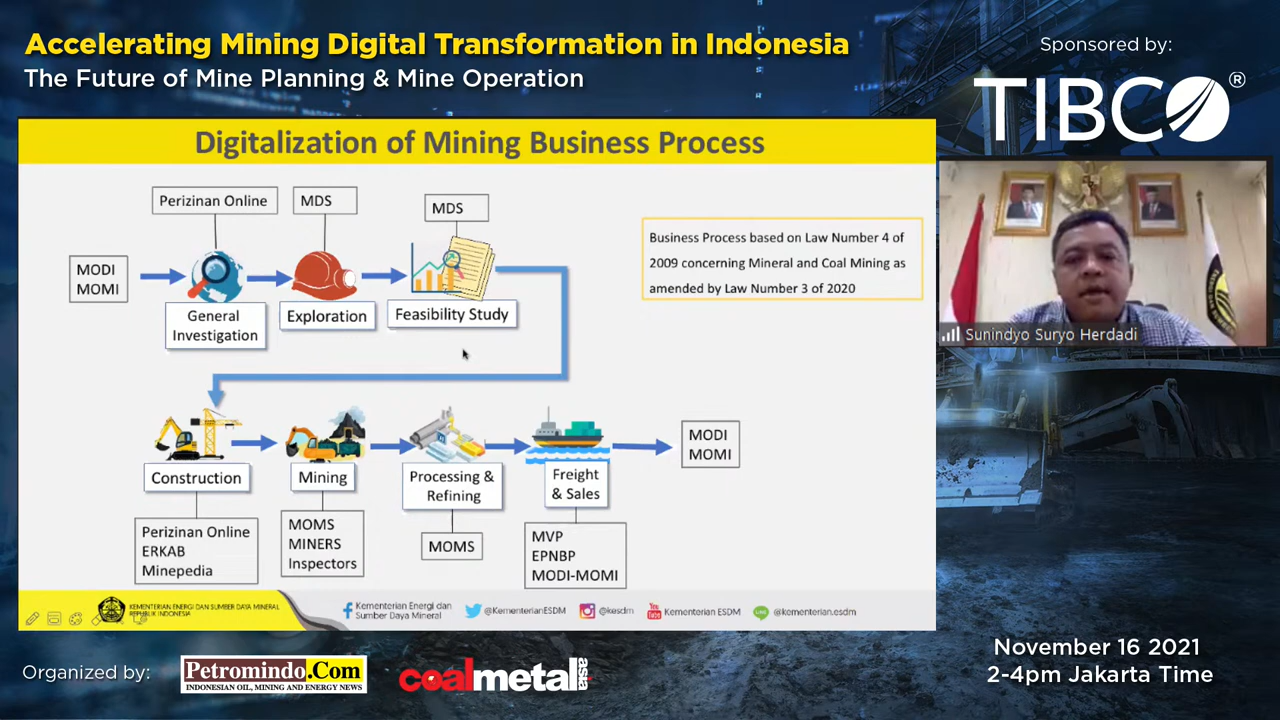 Accelerating Mining Digital Transformation in Indonesia
The Future of Mine Planning & Mine Operation
Sponsored by:
TIBCO®
Digitalization of Mining Business Process
Perizinan Online
MDS
MDS
MODI
MOMI
General
Investigation
Exploration
Feasibility Study
Business Process based on Law Number 4 of
2009 concerning Mineral and Coal Mining as
amended by Law Number 3 of 2020
Sunindyo Suryo Herdadi
Construction
Mining
Processing &
Refining
Freight
& Sales
MODI
MOMI
Perizinan Online
ERKAB
Minepedia
MOMS
MINERS
Inspectors
MOMS
MVP
EPNBP
MODI-MOMI
KEMENTERIAN ENERGI DAN SUMBER DAYA MINERAL
REPUBLIK INDONESIA
Kementerian Energi dan
Sumber Daya Mineral
@KementerianESDM
@kesdm
Kementerian ESDM
@kementerian.esdm
Organized by:
Petromindo.Com
INDONESIAN OIL, MINING AND ENERGY NEWS
coalmetal asia
November 16 2021
2-4pm Jakarta Time